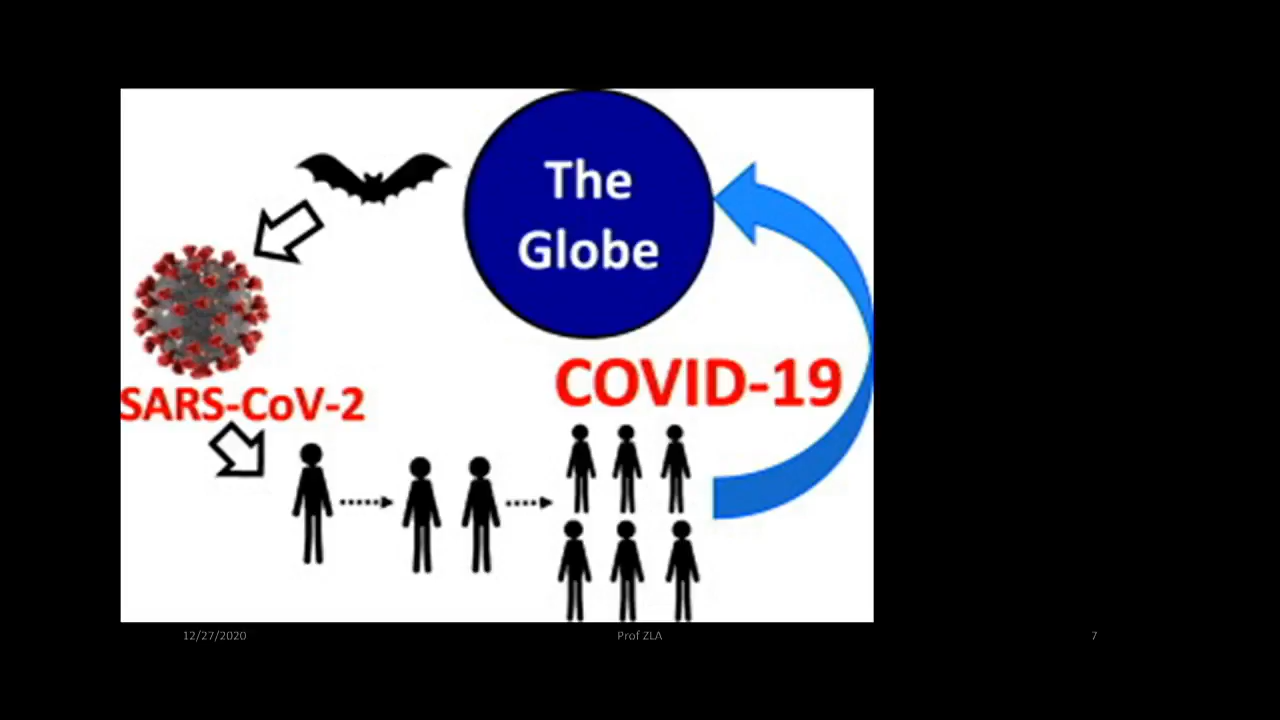 The
Globe
SARS-CoV-2
COVID-19
12/27/2020
Prof ZLA
7